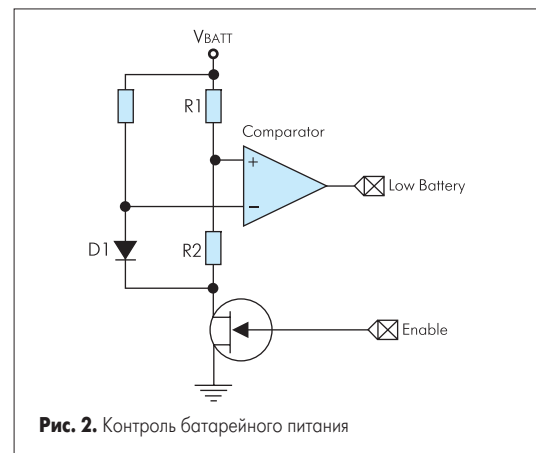 VBATT
R1
Comparator
+
Low Battery
−
D1
R2
Enable
Рис. 2. Контроль батарейного питания